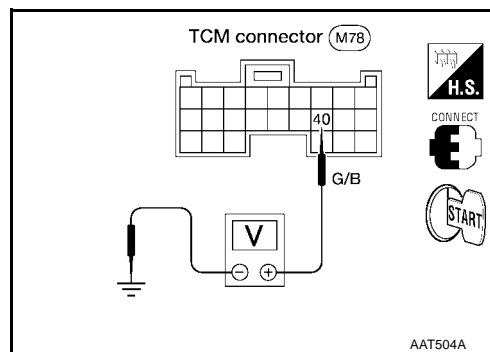 TCM connector M78
H.S.
CONNECT
40
G/B
START
V
AAT504A